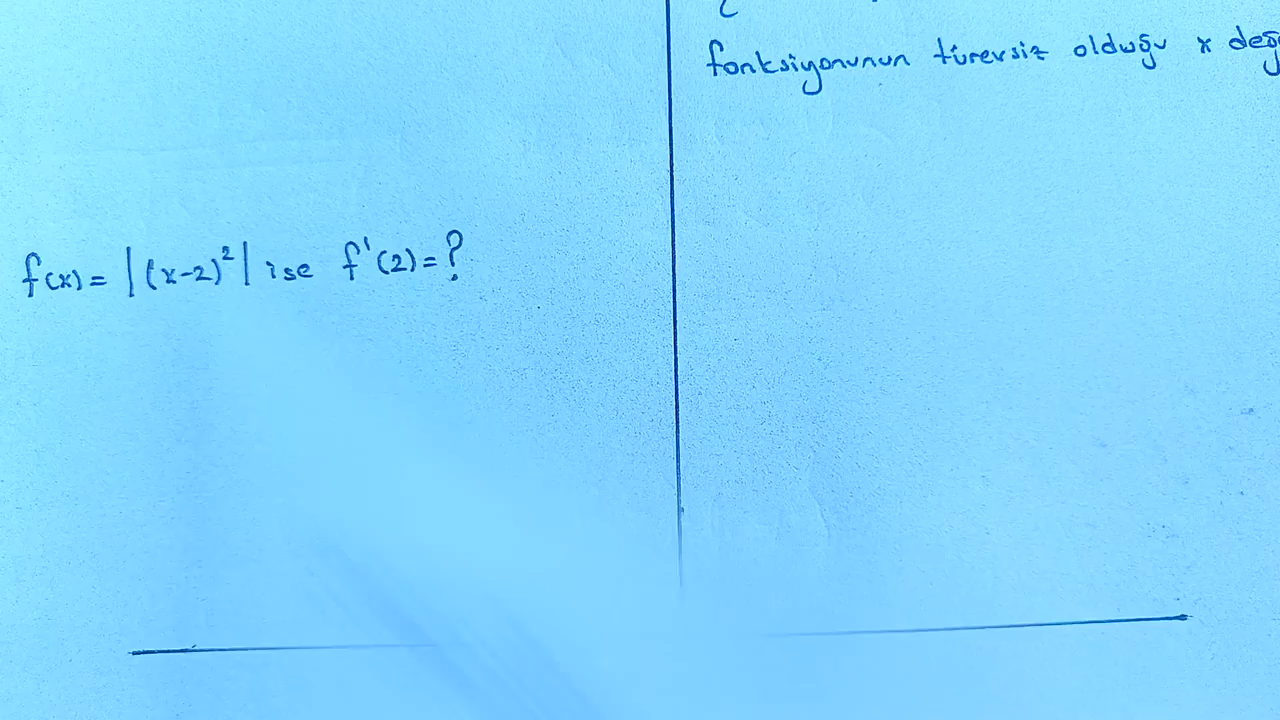 f(x) = |(x-2)²| ise f'(2) = ?
fonksiyonunun türevsiz olduğu x